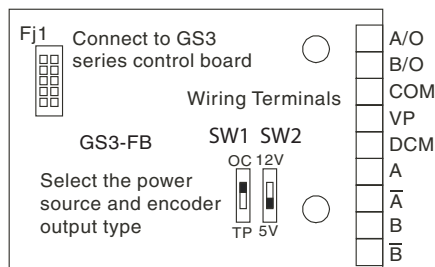 Fj1
Connect to GS3
series control board
Wiring Terminals
GS3-FB
SW1 SW2
OC 12V
Select the power
source and encoder
output type
TP 5V
A/O
B/O
COM
VP
DCM
A
A̅
B
B̅